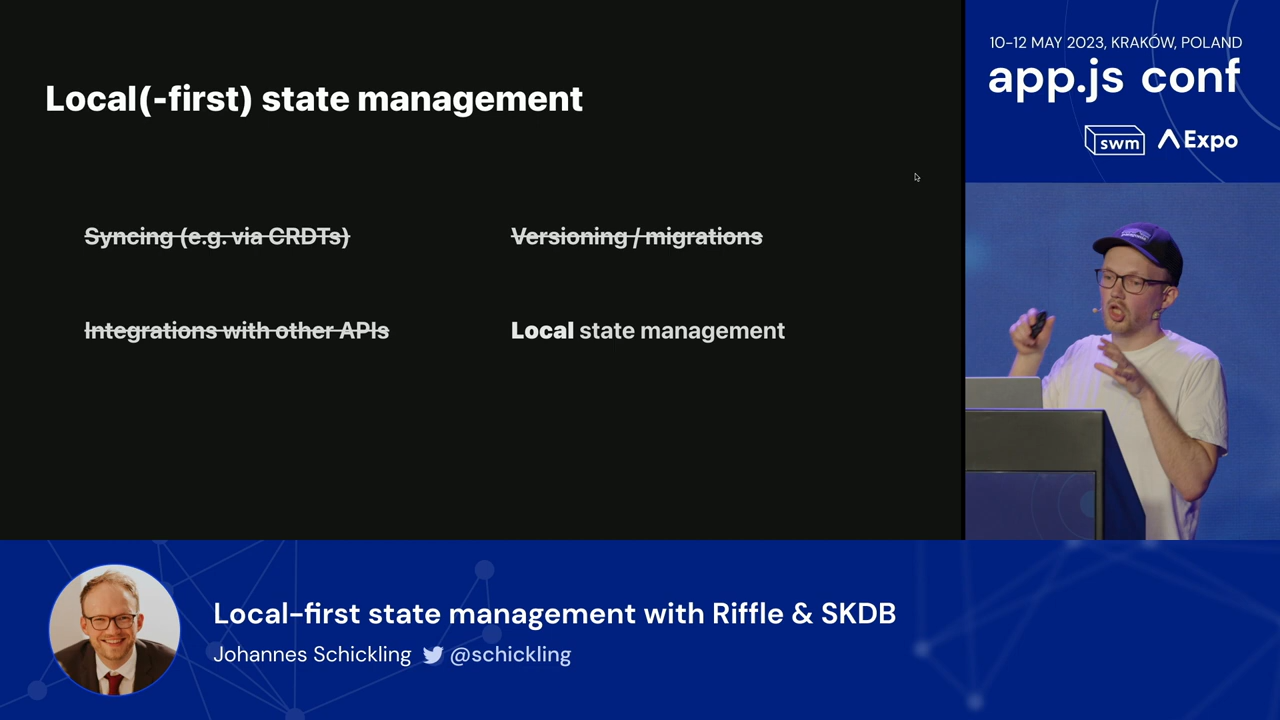 Local(-first) state management
Syncing (e.g. via CRDTs)
Versioning / migrations
Integrations with other APIs
Local state management
10-12 MAY 2023, KRAKÓW, POLAND
app.js conf
swm
Expo
Local-first state management with Riffle & SKDB
Johannes Schickling @schickling